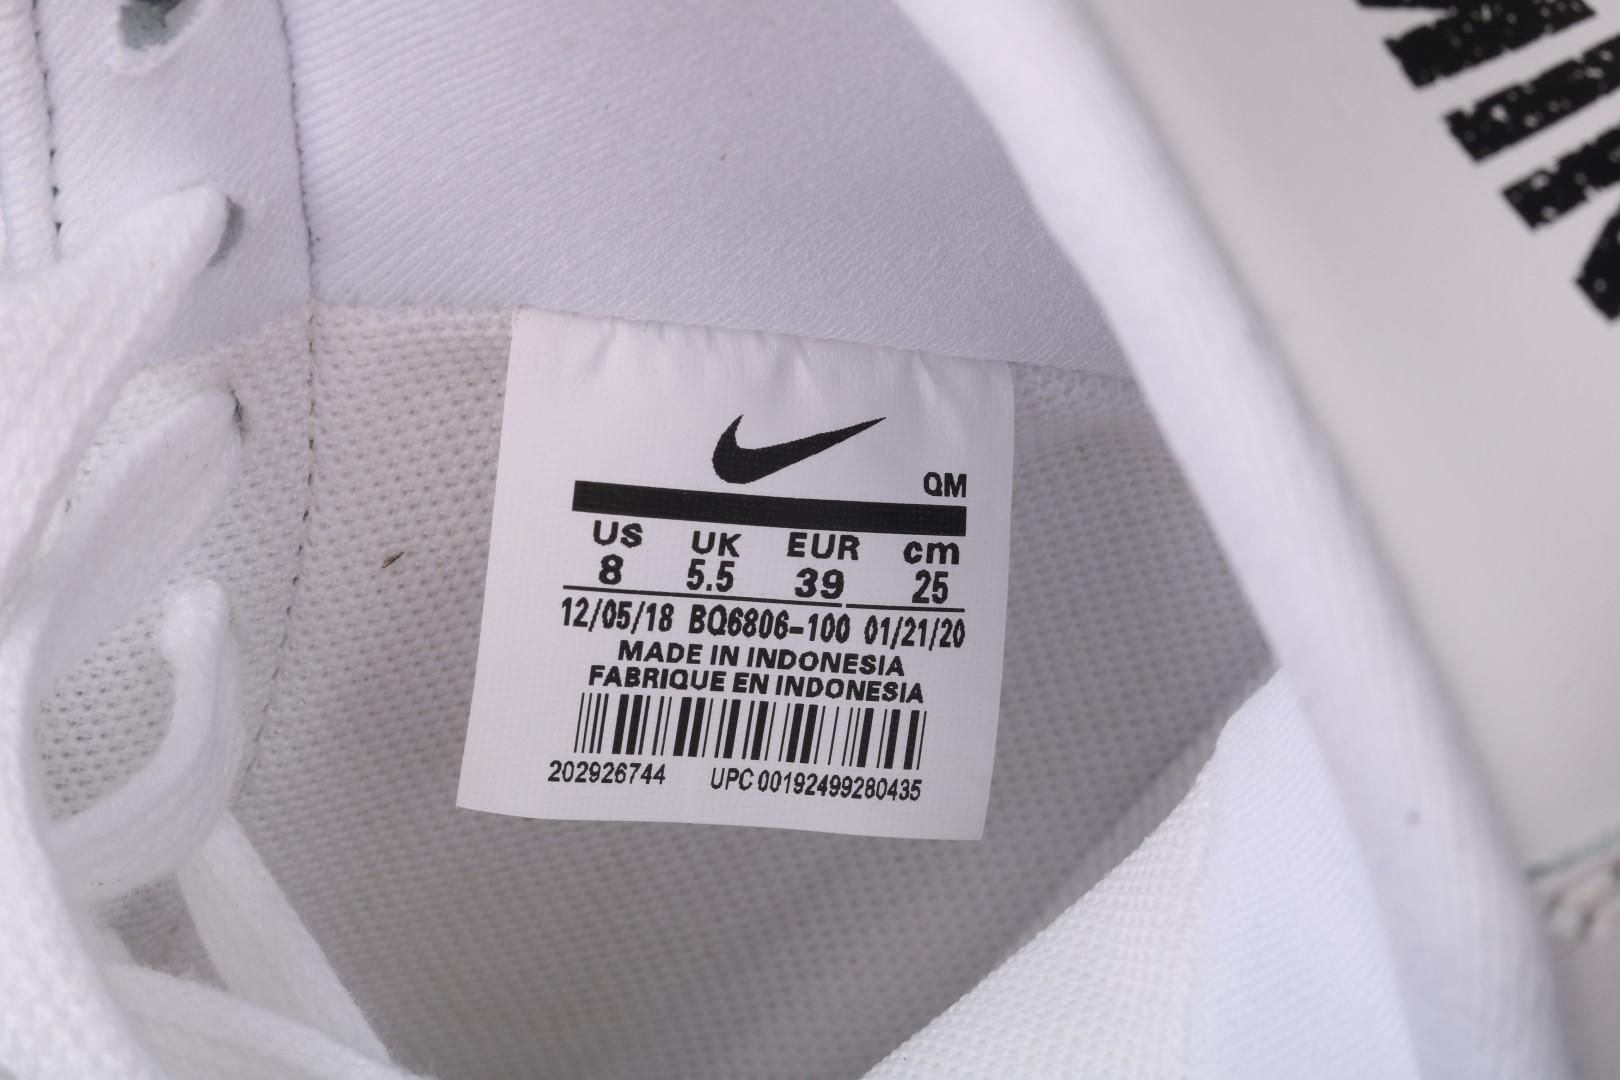 QM
US UK EUR cm
8 5.5 39 25
12/05/18 BQ6806-100 01/21/20
MADE IN INDONESIA
FABRIQUE EN INDONESIA
202926744 UPC 00192499280435